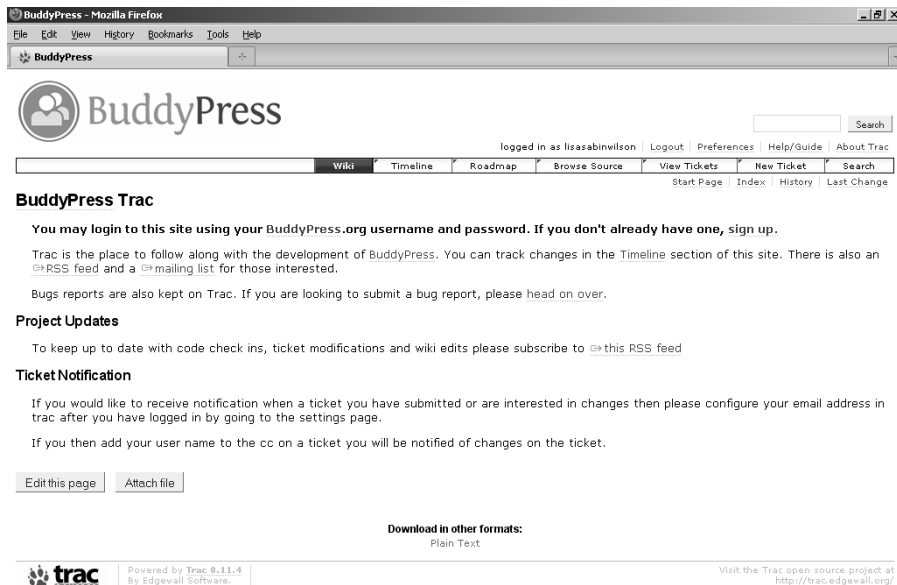 BuddyPress - Mozilla Firefox
File Edit View History Bookmarks Tools Help
BuddyPress
BuddyPress
Search
logged in as lisasabinwilson Logout Preferences Help/Guide About Trac
Wiki Timeline Roadmap Browse Source View Tickets New Ticket Search
Start Page Index History Last Change
BuddyPress Trac
You may login to this site using your BuddyPress.org username and password. If you don't already have one, sign up.
Trac is the place to follow along with the development of BuddyPress. You can track changes in the Timeline section of this site. There is also an
RSS feed and a mailing list for those interested.
Bugs reports are also kept on Trac. If you are looking to submit a bug report, please head on over.
Project Updates
To keep up to date with code check ins, ticket modifications and wiki edits please subscribe to this RSS feed
Ticket Notification
If you would like to receive notification when a ticket you have submitted or are interested in changes then please configure your email address in
trac after you have logged in by going to the settings page.
If you then add your user name to the cc on a ticket you will be notified of changes on the ticket.
Edit this page Attach file
Download in other formats:
Plain Text
trac Powered by Trac 0.11.4
By Edgewall Software.
Visit the Trac open source project at
http://trac.edgewall.org/